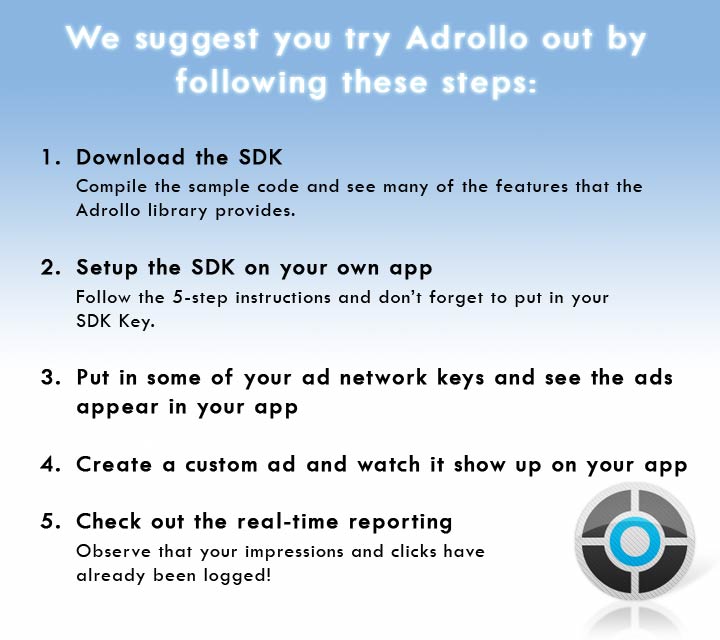 We suggest you try Adrollo out by
following these steps:
1. Download the SDK
Compile the sample code and see many of the features that the
Adrollo library provides.
2. Setup the SDK on your own app
Follow the 5-step instructions and don't forget to put in your
SDK Key.
3. Put in some of your ad network keys and see the ads
appear in your app
4. Create a custom ad and watch it show up on your app
5. Check out the real-time reporting
Observe that your impressions and clicks have
already been logged!